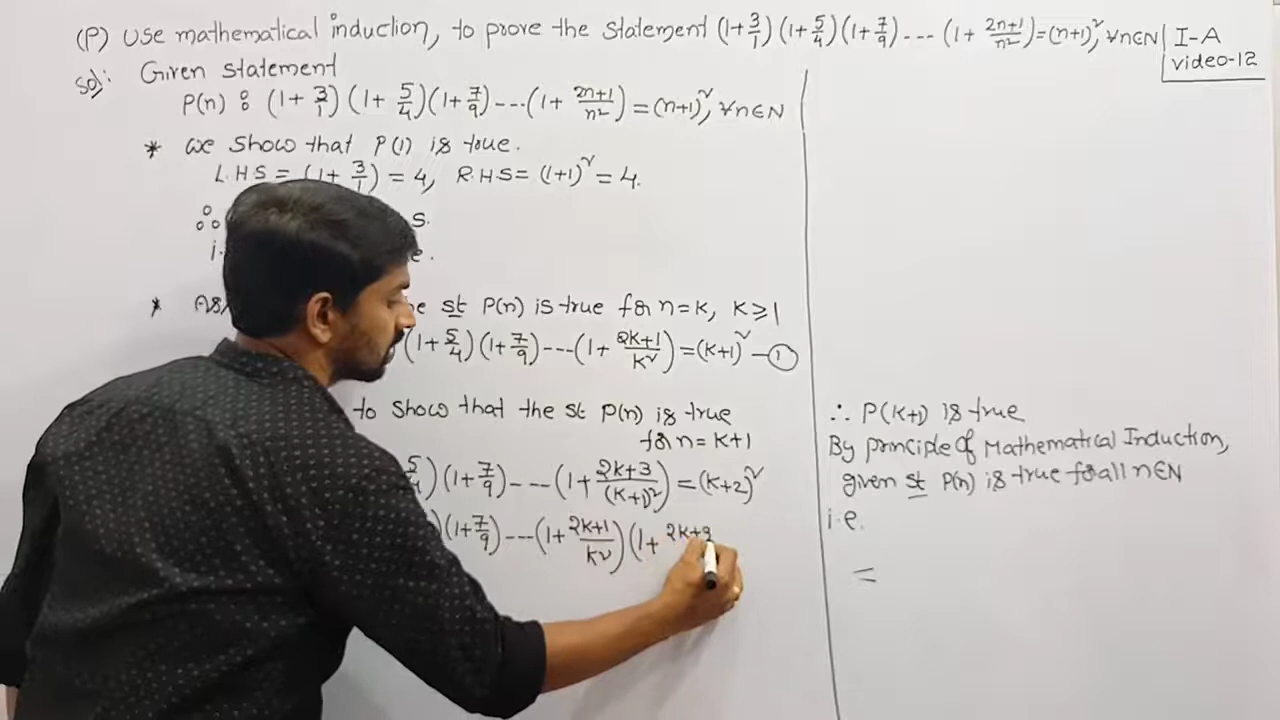 (P) use mathematical induction, to prove the statement (1+3/1)(1+5/4)(1+7/9)---(1+(2n+1)/n²)=(n+1)², ∀n∈N
I-A
video-12
Sol: Given statement
P(n) : (1+3/1)(1+5/4)(1+7/9)---(1+(2n+1)/n²)=(n+1)², ∀n∈N
* we show that P(1) is true.
L.H.S = (1+3/1) = 4, R.H.S = (1+1)² = 4.
∴ s.
i. e.
* st P(n) is true for n=k, k≥1
(1+5/4)(1+7/9)---(1+(2k+1)/k²)=(k+1)² —①
to show that the st P(n) is true
for n=k+1
(1+7/9)---(1+(2k+3)/(k+1)²)=(k+2)²
(1+7/9)---(1+(2k+1)/k²)(1+ 2k+3
∴ P(k+1) is true
By principle of Mathematical Induction,
given st P(n) is true for all n∈N
i.e.
=